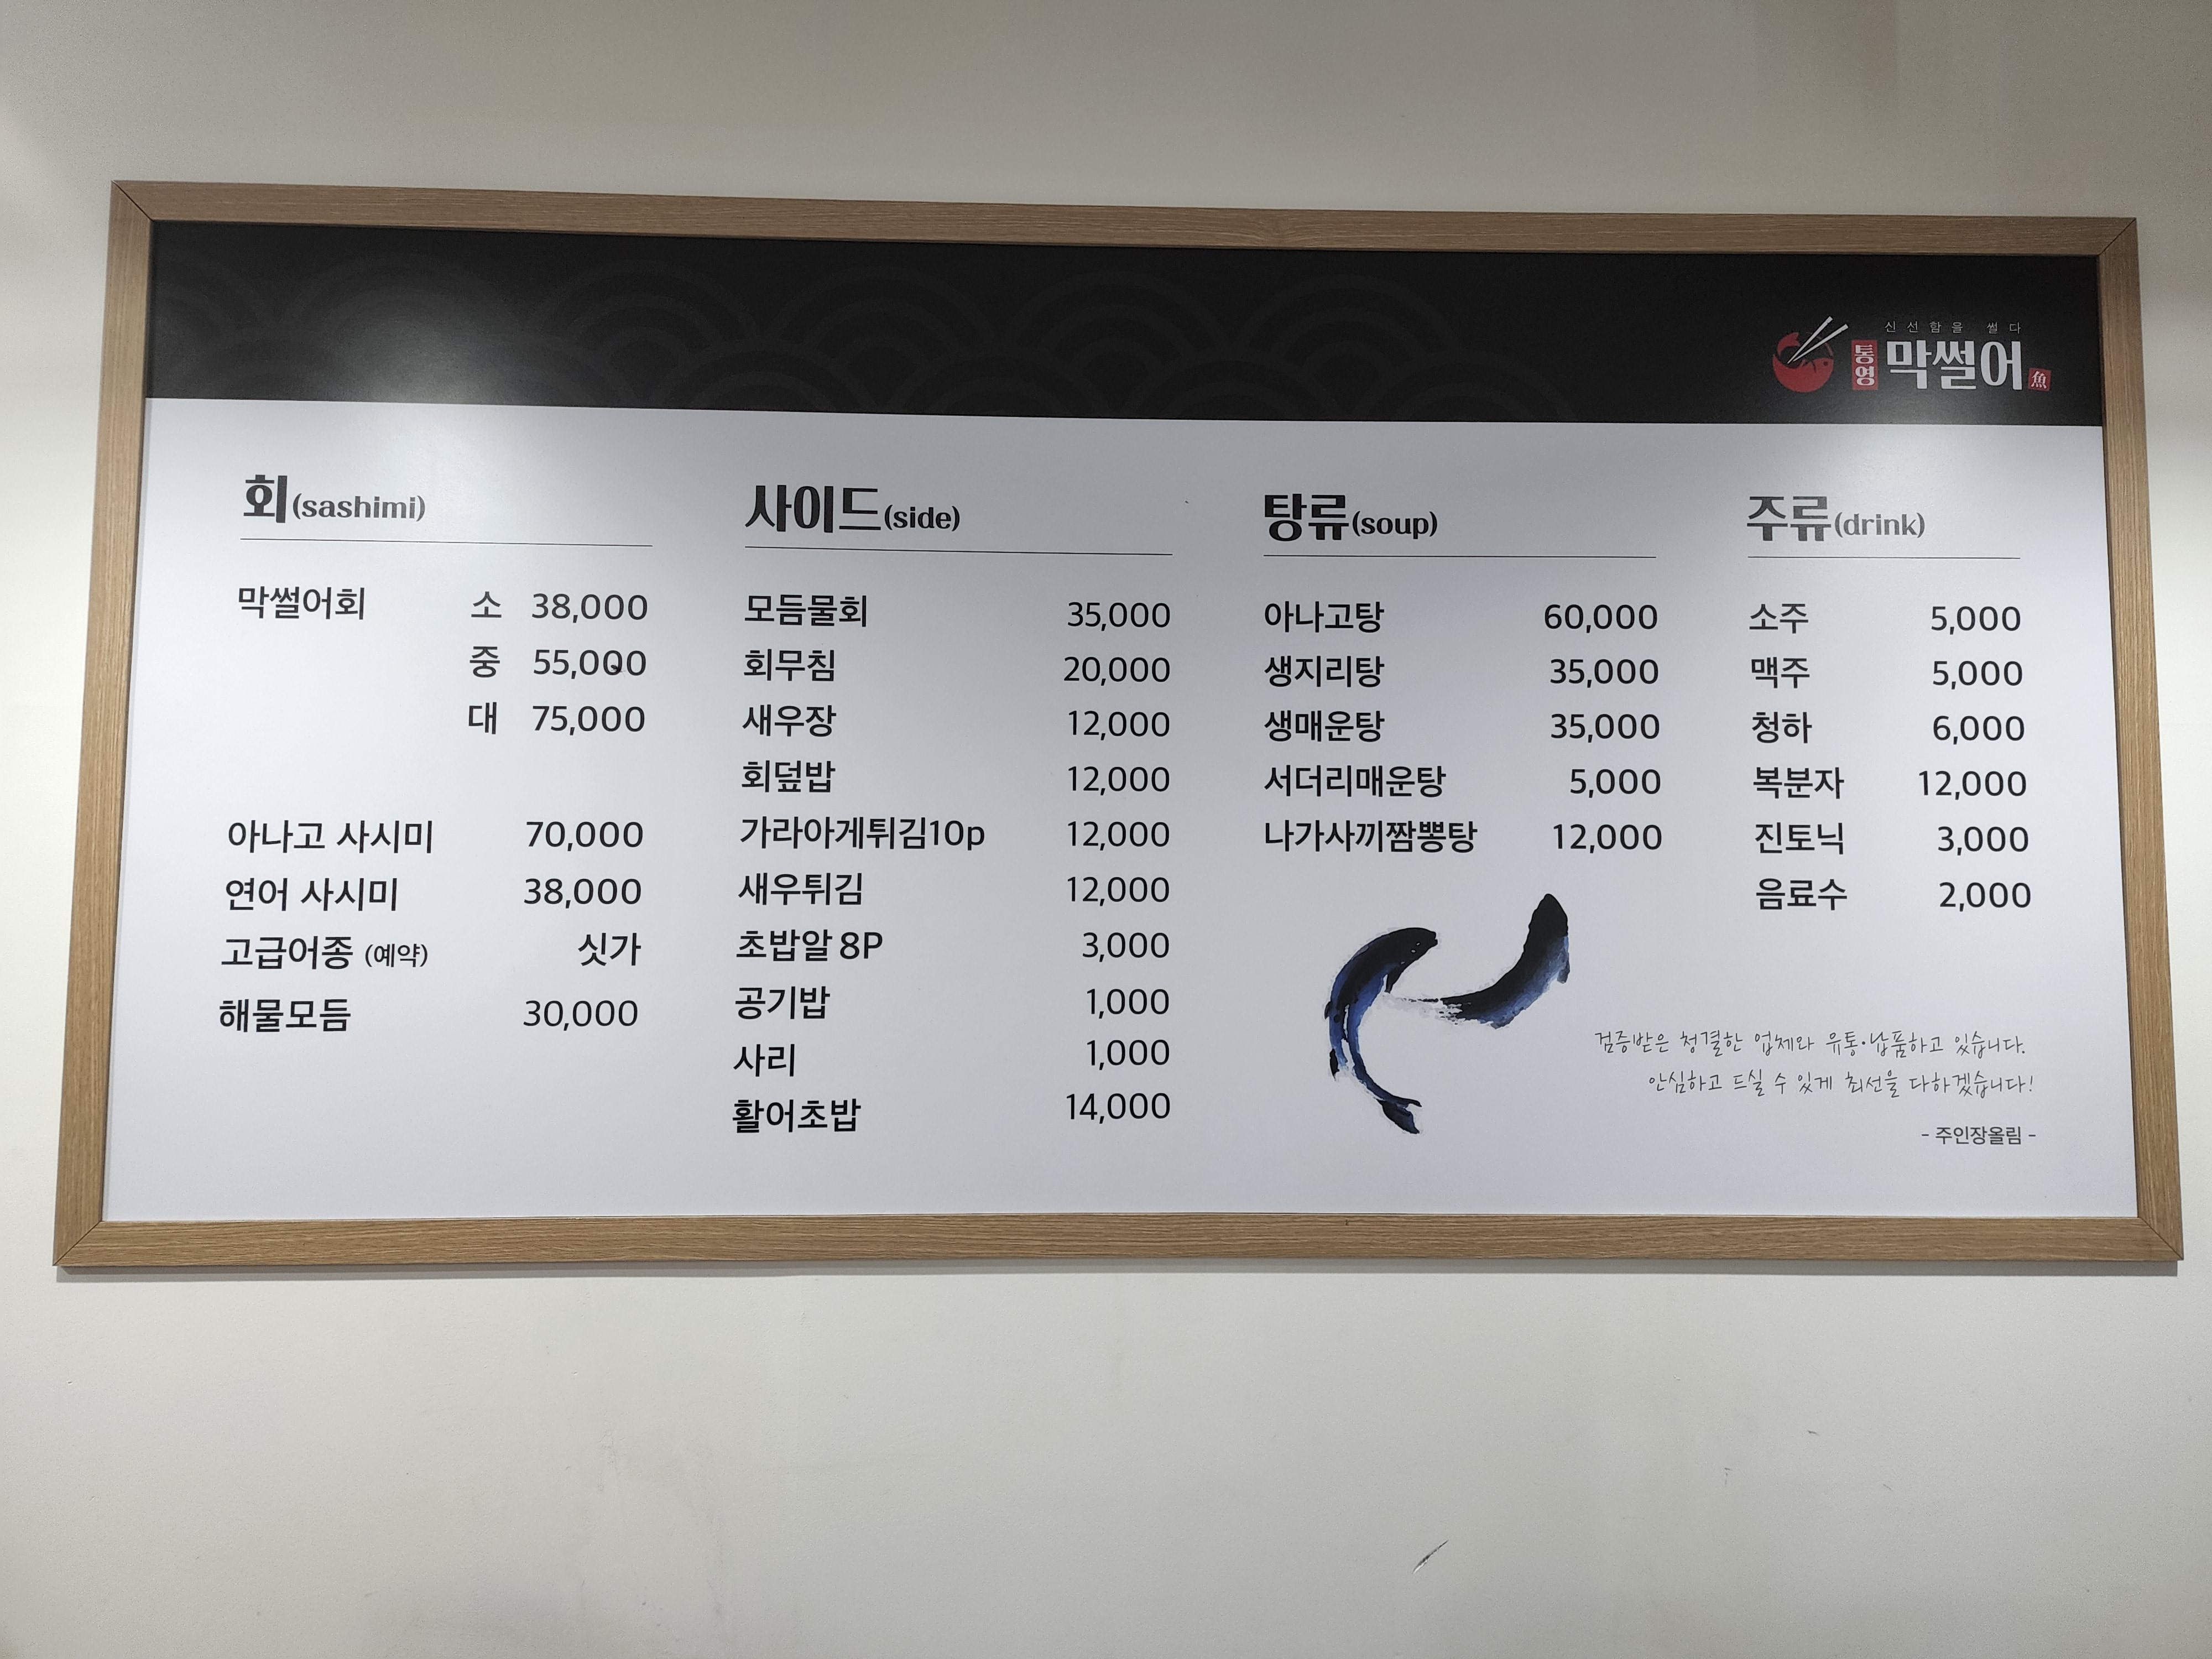 신선함을 썰다
통영 막썰어 魚
회(sashimi)
막썰어회 소 38,000
중 55,000
대 75,000
아나고 사시미 70,000
연어 사시미 38,000
고급어종 (예약) 싯가
해물모듬 30,000
사이드(side)
모듬물회 35,000
회무침 20,000
새우장 12,000
회덮밥 12,000
가라아게튀김10p 12,000
새우튀김 12,000
초밥알 8P 3,000
공기밥 1,000
사리 1,000
활어초밥 14,000
탕류(soup)
아나고탕 60,000
생지리탕 35,000
생매운탕 35,000
서더리매운탕 5,000
나가사끼짬뽕탕 12,000
주류(drink)
소주 5,000
맥주 5,000
청하 6,000
복분자 12,000
진토닉 3,000
음료수 2,000
검증받은 청결한 업체와 유통·납품하고 있습니다.
안심하고 드실 수 있게 최선을 다하겠습니다!
- 주인장올림 -